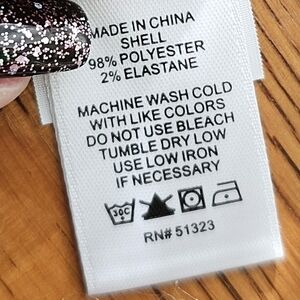 MADE IN CHINA
SHELL
98% POLYESTER
2% ELASTANE
MACHINE WASH COLD
WITH LIKE COLORS
DO NOT USE BLEACH
TUMBLE DRY LOW
USE LOW IRON
IF NECESSARY
30C
RN# 51323